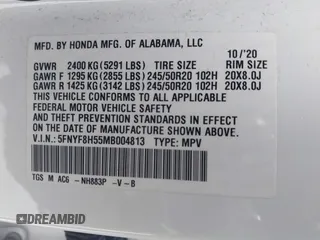 MFD. BY HONDA MFG. OF ALABAMA, LLC
10/'20
GVWR 2400 KG (5291 LBS) TIRE SIZE RIM SIZE
GAWR F 1295 KG (2855 LBS) 245/50R20 102H 20X8.0J
GAWR R 1425 KG (3142 LBS) 245/50R20 102H 20X8.0J
THIS VEHICLE CONFORMS TO ALL APPLICABLE
FEDERAL MOTOR VEHICLE SAFETY AND
THEFT PREVENTION STANDARDS IN EFFECT ON
THE DATE OF MANUFACTURE SHOWN ABOVE.
V.I.N.: 5FNYF8H55MB004813 TYPE: MPV
TGS M AC6 -NH883P -V-B
© DREAMBID DREAMBID.COM